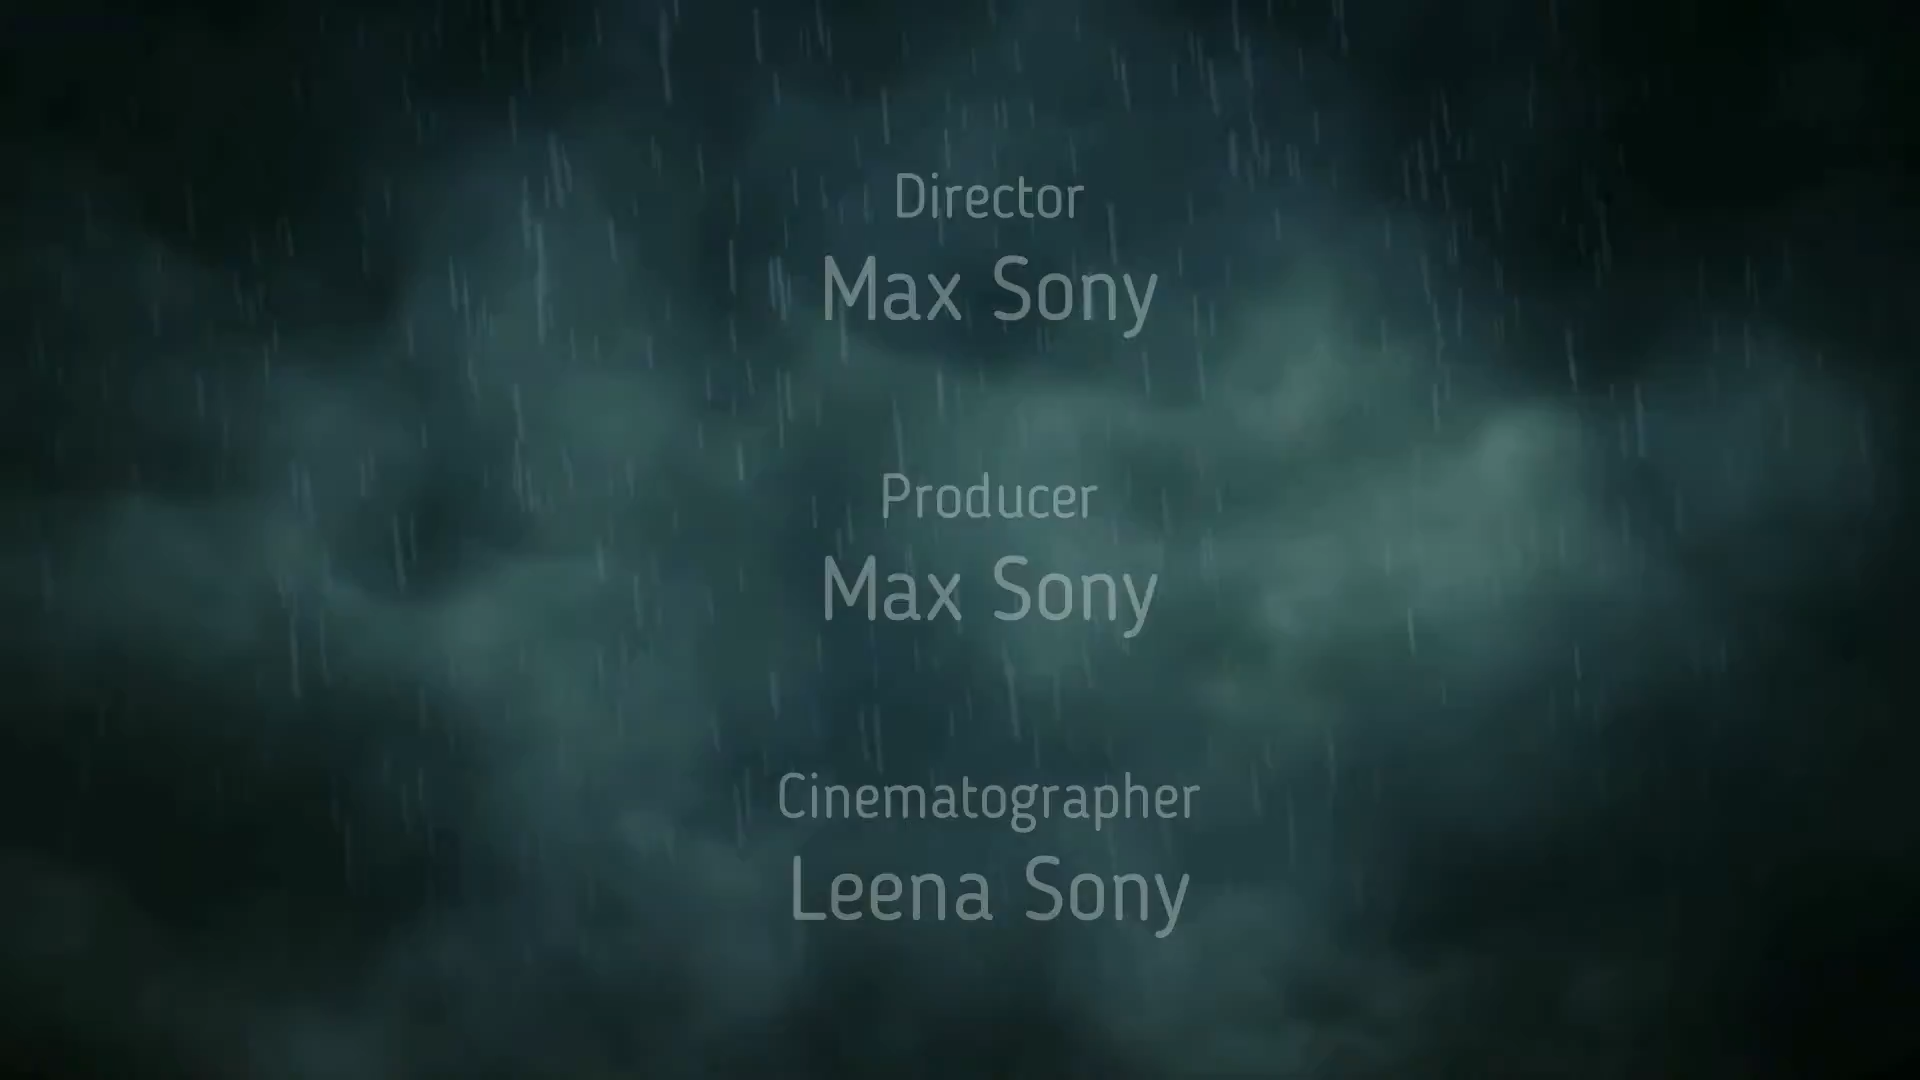 Director
Max Sony
Producer
Max Sony
Cinematographer
Leena Sony